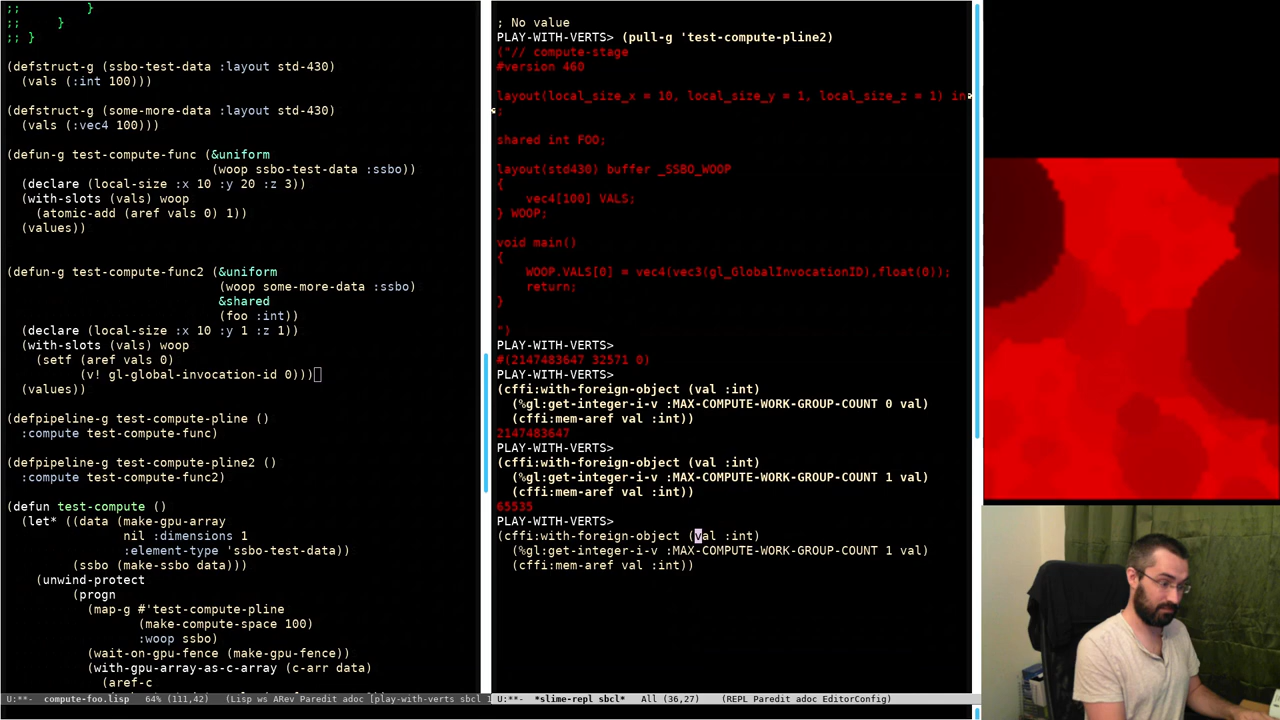 ;;         }
;;     }
;; }
(defstruct-g (ssbo-test-data :layout std-430)
  (vals (:int 100)))
(defstruct-g (some-more-data :layout std-430)
  (vals (:vec4 100)))
(defun-g test-compute-func (&uniform
                            (woop ssbo-test-data :ssbo))
  (declare (local-size :x 10 :y 20 :z 3))
  (with-slots (vals) woop
    (atomic-add (aref vals 0) 1))
  (values))
(defun-g test-compute-func2 (&uniform
                             (woop some-more-data :ssbo)
                             &shared
                             (foo :int))
  (declare (local-size :x 10 :y 1 :z 1))
  (with-slots (vals) woop
    (setf (aref vals 0)
          (v! gl-global-invocation-id 0)))
  (values))
(defpipeline-g test-compute-pline ()
  :compute test-compute-func)
(defpipeline-g test-compute-pline2 ()
  :compute test-compute-func2)
(defun test-compute ()
  (let* ((data (make-gpu-array
                nil :dimensions 1
                :element-type 'ssbo-test-data))
         (ssbo (make-ssbo data)))
    (unwind-protect
         (progn
           (map-g #'test-compute-pline
                  (make-compute-space 100)
                  :woop ssbo)
           (wait-on-gpu-fence (make-gpu-fence))
           (with-gpu-array-as-c-array (c-arr data)
             (aref-c
U:**-  compute-foo.lisp   64% (111,42)   (Lisp ws ARev Paredit adoc [play-with-verts sbcl 1
; No value
PLAY-WITH-VERTS> (pull-g 'test-compute-pline2)
("// compute-stage
#version 460
layout(local_size_x = 10, local_size_y = 1, local_size_z = 1) in
;
shared int FOO;
layout(std430) buffer _SSBO_WOOP
{
    vec4[100] VALS;
} WOOP;
void main()
{
    WOOP.VALS[0] = vec4(vec3(gl_GlobalInvocationID),float(0));
    return;
}
")
PLAY-WITH-VERTS>
#(2147483647 32571 0)
PLAY-WITH-VERTS>
(cffi:with-foreign-object (val :int)
  (%gl:get-integer-i-v :MAX-COMPUTE-WORK-GROUP-COUNT 0 val)
  (cffi:mem-aref val :int))
2147483647
PLAY-WITH-VERTS>
(cffi:with-foreign-object (val :int)
  (%gl:get-integer-i-v :MAX-COMPUTE-WORK-GROUP-COUNT 1 val)
  (cffi:mem-aref val :int))
65535
PLAY-WITH-VERTS>
(cffi:with-foreign-object (val :int)
  (%gl:get-integer-i-v :MAX-COMPUTE-WORK-GROUP-COUNT 1 val)
  (cffi:mem-aref val :int))
U:**-  *slime-repl sbcl*   All (36,27)   (REPL Paredit adoc EditorConfig)